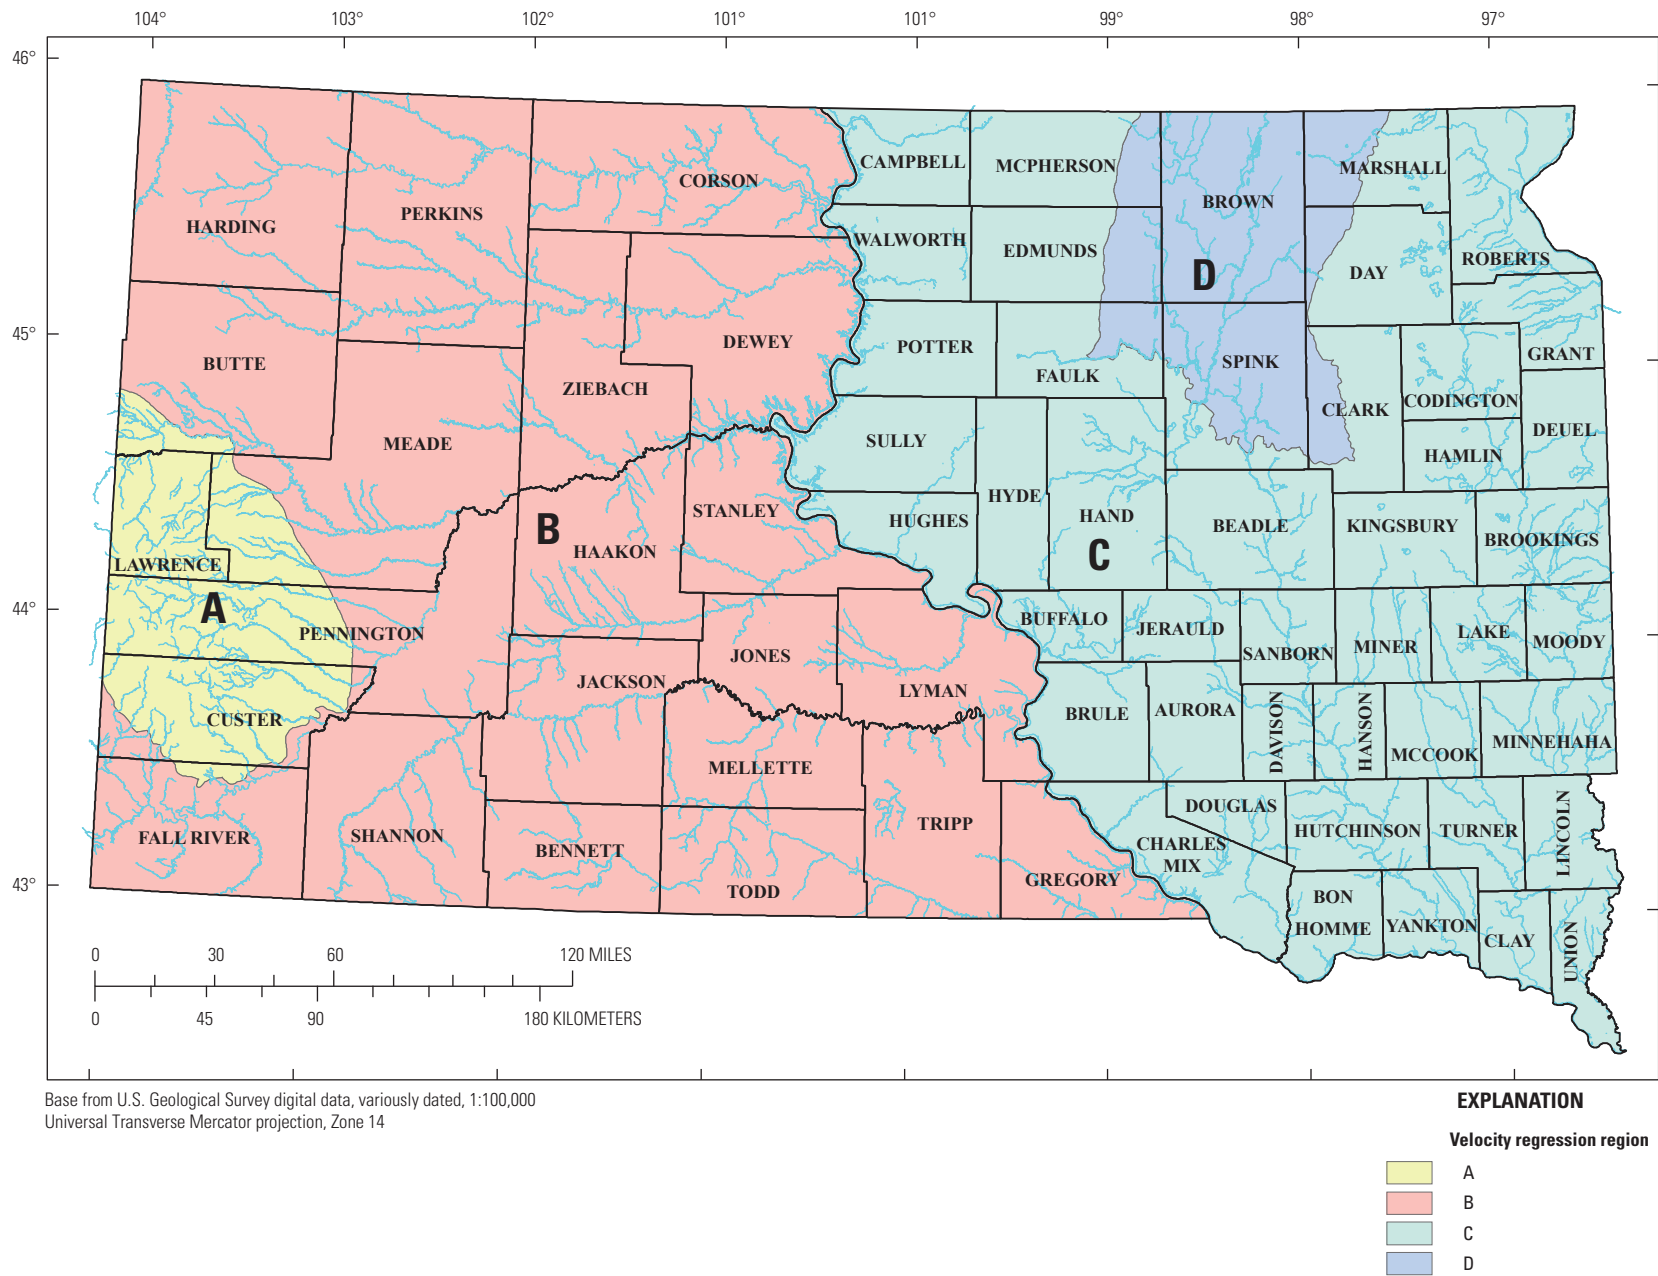 104° 103° 102° 101° 101° 99° 98° 97°
46°
45°
44°
43°
HARDING
PERKINS
CORSON
CAMPBELL
MCPHERSON
BROWN
MARSHALL
ROBERTS
WALWORTH
EDMUNDS
DAY
D
BUTTE
MEADE
ZIEBACH
DEWEY
POTTER
FAULK
SPINK
CLARK
CODINGTON
GRANT
DEUEL
HAMLIN
SULLY
HYDE
HAND
C
HUGHES
STANLEY
B
HAAKON
BEADLE
KINGSBURY
BROOKINGS
LAWRENCE
A
PENNINGTON
CUSTER
JACKSON
JONES
LYMAN
BUFFALO
JERAULD
SANBORN
MINER
LAKE
MOODY
BRULE
AURORA
DAVISON
HANSON
MCCOOK
MINNEHAHA
FALL RIVER
SHANNON
BENNETT
MELLETTE
TODD
TRIPP
GREGORY
DOUGLAS
CHARLES
MIX
HUTCHINSON
TURNER
LINCOLN
BON
HOMME
YANKTON
CLAY
UNION
0 30 60 120 MILES
0 45 90 180 KILOMETERS
Base from U.S. Geological Survey digital data, variously dated, 1:100,000
Universal Transverse Mercator projection, Zone 14
EXPLANATION
Velocity regression region
A
B
C
D